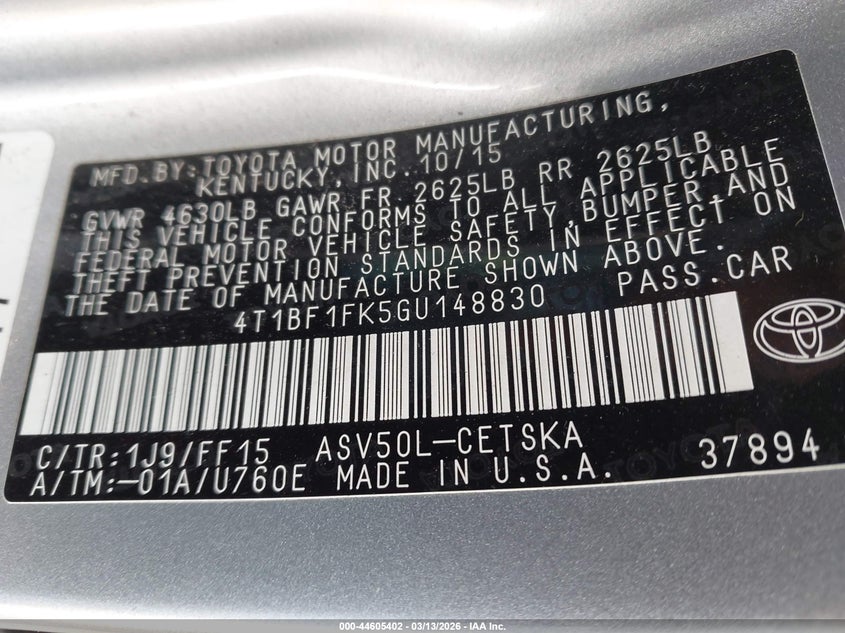 MFD.BY:TOYOTA MOTOR MANUFACTURING,
KENTUCKY, INC. 10/15
GVWR 4630LB GAWR FR. 2625LB RR 2625LB
THIS VEHICLE CONFORMS TO ALL APPLICABLE
FEDERAL MOTOR VEHICLE SAFETY,BUMPER,AND
THEFT PREVENTION STANDARDS IN EFFECT ON
THE DATE OF MANUFACTURE SHOWN ABOVE.
4T1BF1FK5GU148830 PASS.CAR
C/TR:1J9/FF15 ASV50L-CETSKA 37894
A/TM:-01A/U760E MADE IN U.S.A.
000-44605402 - 03/13/2026 - IAA Inc.